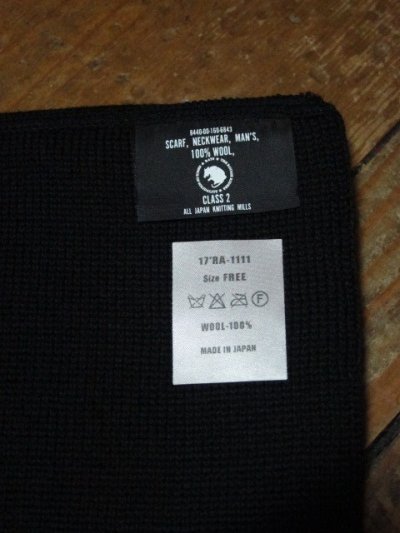 8440-00-160-6843
SCARF, NECKWEAR, MAN'S,
100% WOOL,
CLASS 2
ALL JAPAN KNITTING MILLS
17'RA-1111
Size FREE
F
WOOL-100%
MADE IN JAPAN